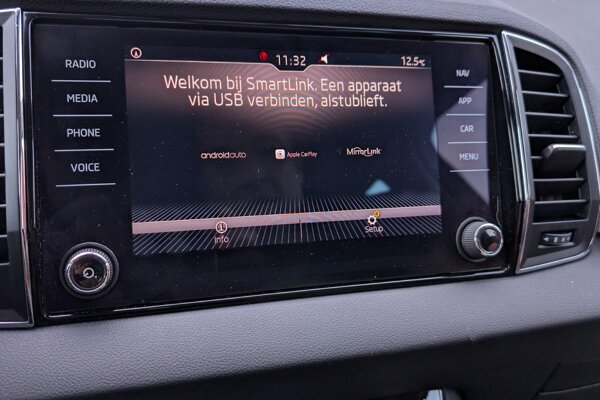 11:32
12.5°C
RADIO
MEDIA
PHONE
VOICE
Welkom bij SmartLink. Een apparaat
via USB verbinden, alstublieft.
androidauto
Apple CarPlay
MirrorLink
Info
Setup
NAV
APP
CAR
MENU